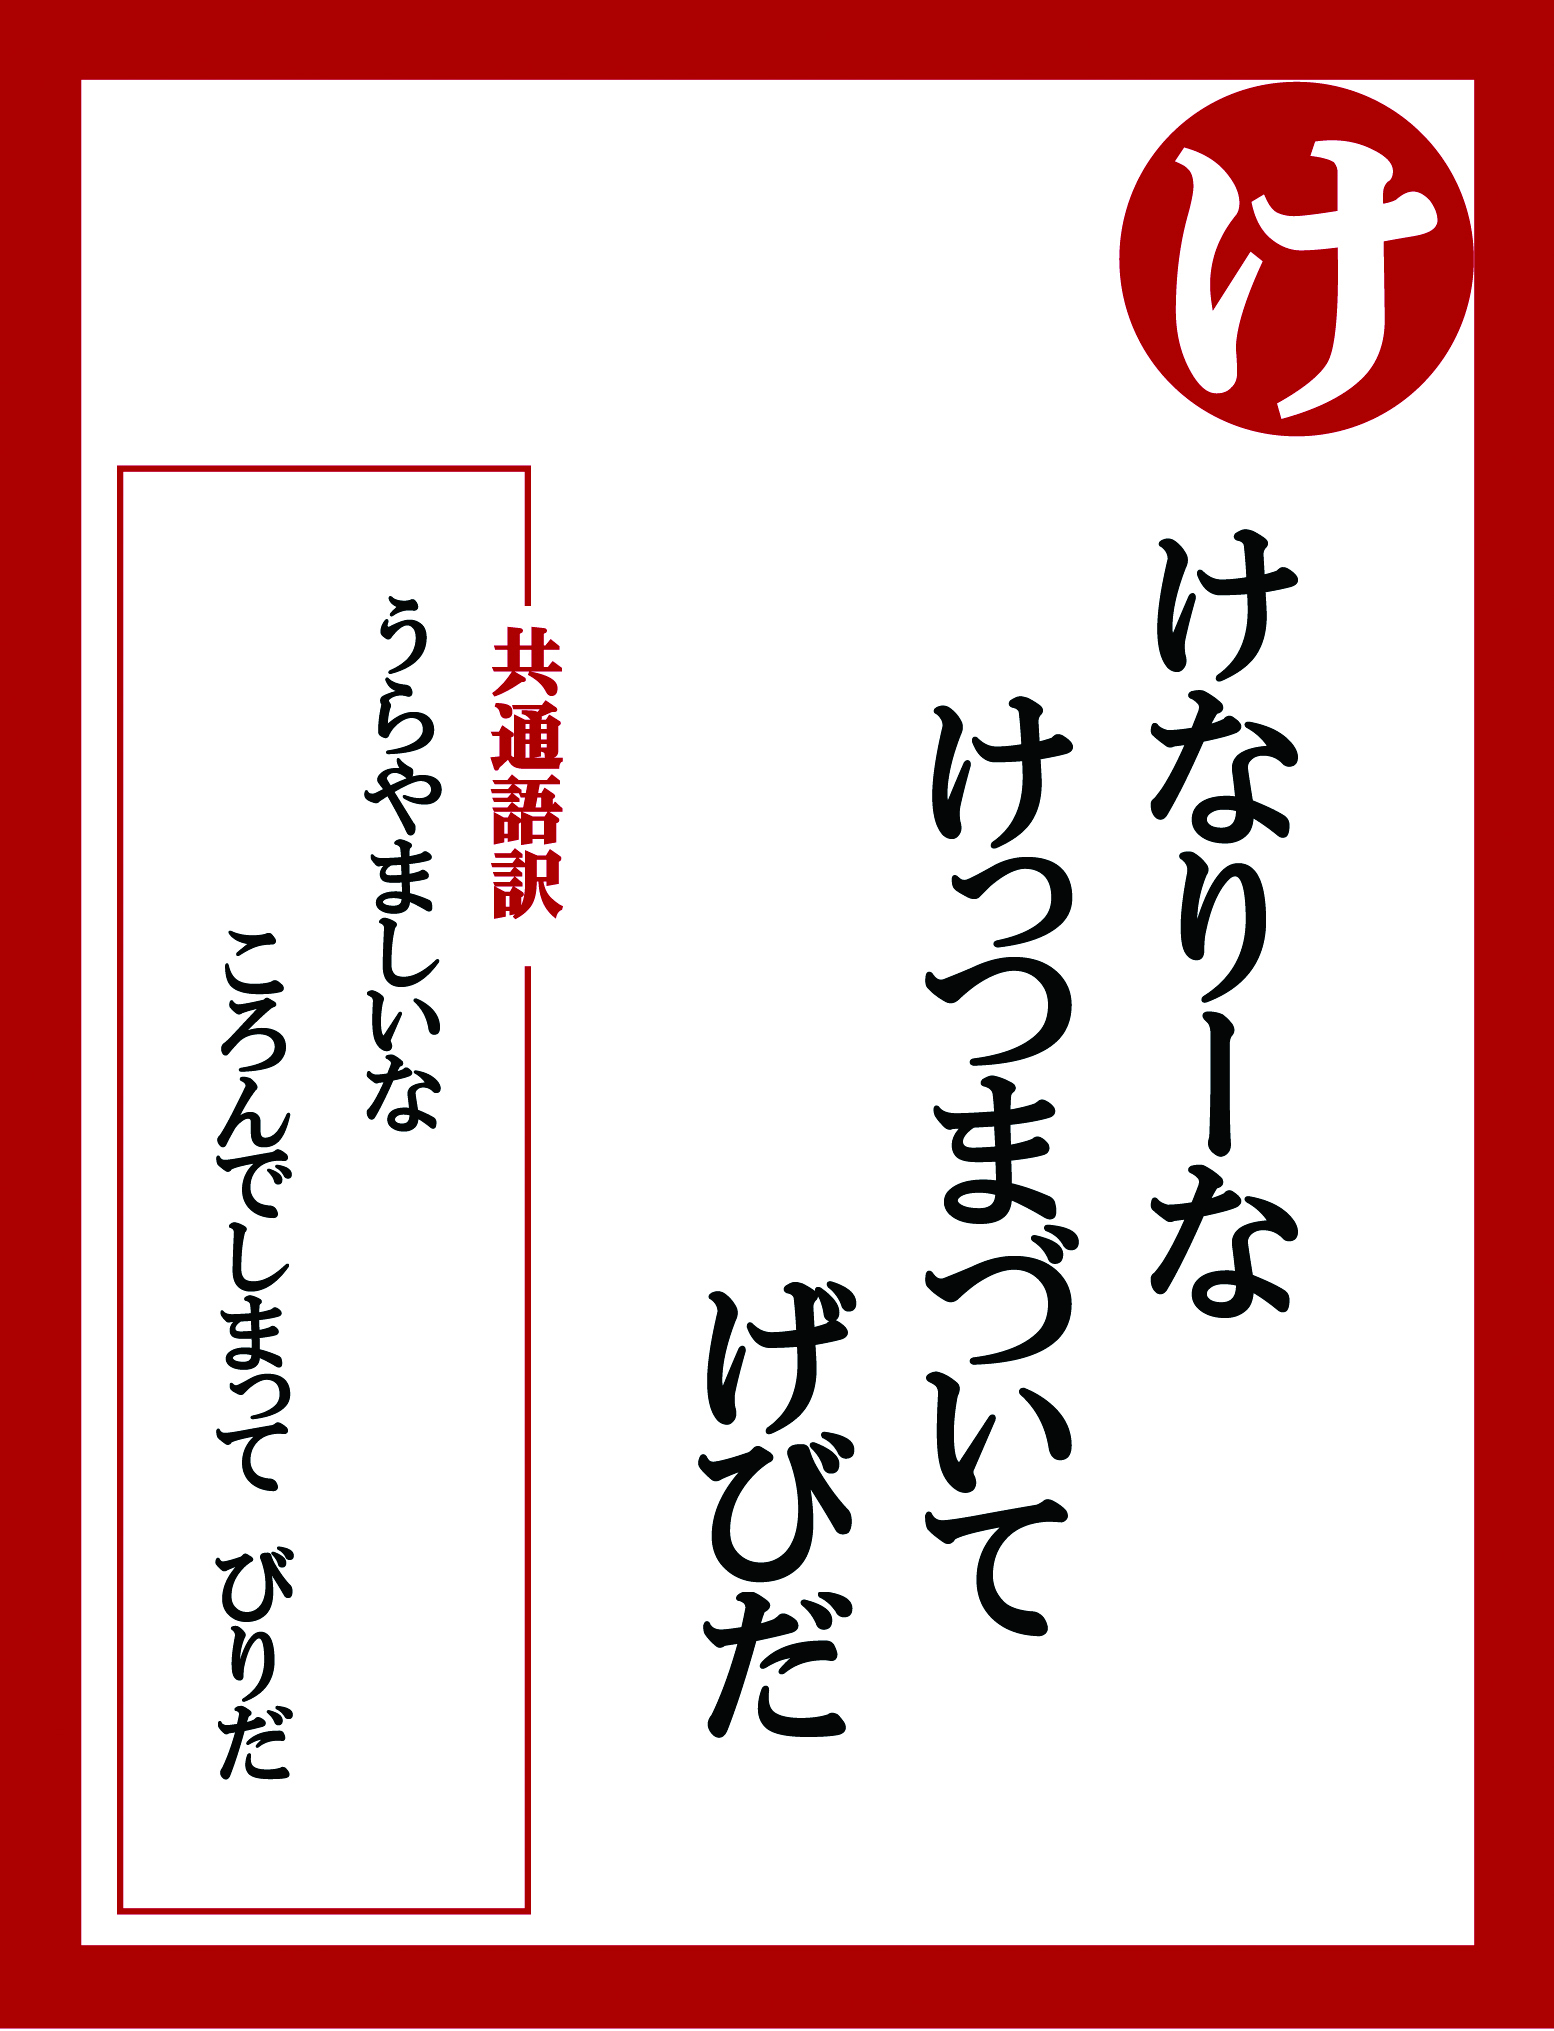 け
けなりーな
けっつまづいて
げびだ
共通語訳
うらやましいな
ころんでしまって　びりだ